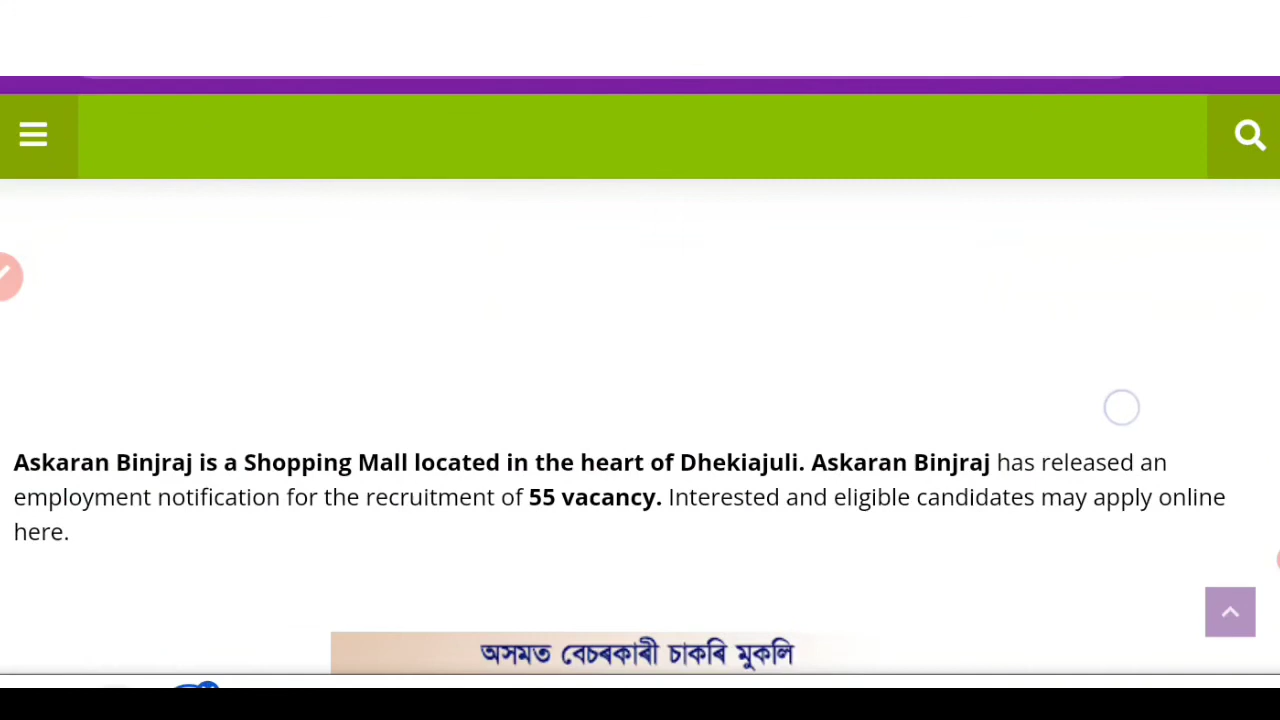 Askaran Binjraj is a Shopping Mall located in the heart of Dhekiajuli. Askaran Binjraj has released an
employment notification for the recruitment of 55 vacancy. Interested and eligible candidates may apply online
here.
অসমত বেচৰকাৰী চাকৰি মুকলি